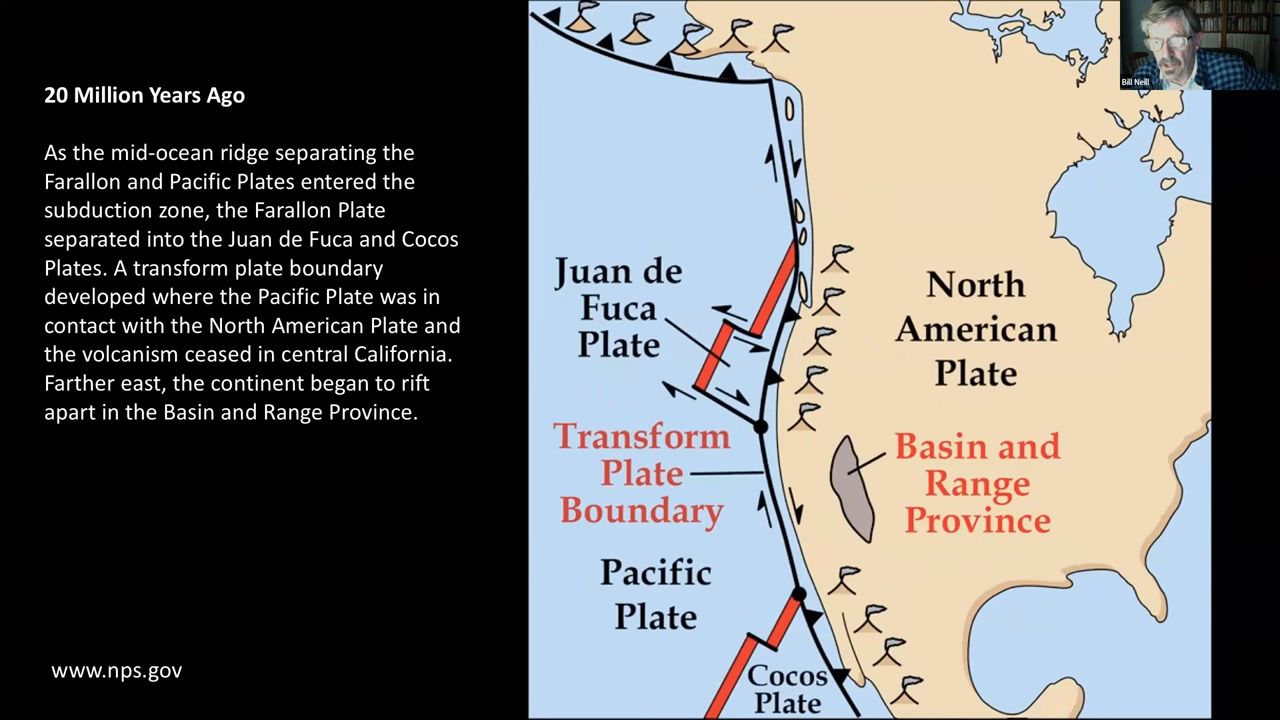 20 Million Years Ago
As the mid-ocean ridge separating the
Farallon and Pacific Plates entered the
subduction zone, the Farallon Plate
separated into the Juan de Fuca and Cocos
Plates. A transform plate boundary
developed where the Pacific Plate was in
contact with the North American Plate and
the volcanism ceased in central California.
Farther east, the continent began to rift
apart in the Basin and Range Province.
www.nps.gov
Juan de
Fuca
Plate
Transform
Plate
Boundary
Pacific
Plate
Cocos
Plate
North
American
Plate
Basin and
Range
Province
Bill Neill